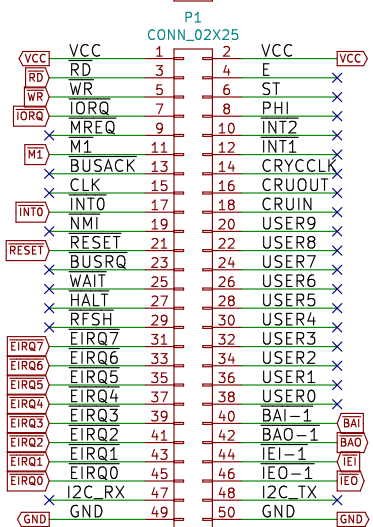 P1
CONN_02X25
VCC VCC 1 2 VCC VCC
RD RD 3 4 E
WR WR 5 6 ST
IORQ IORQ 7 8 PHI
MREQ 9 10 INT2
M1 M1 11 12 INT1
BUSACK 13 14 CRYCCLK
CLK 15 16 CRUOUT
INT0 INT0 17 18 CRUIN
NMI 19 20 USER9
RESET RESET 21 22 USER8
BUSRQ 23 24 USER7
WAIT 25 26 USER6
HALT 27 28 USER5
RFSH 29 30 USER4
EIRQ7 EIRQ7 31 32 USER3
EIRQ6 EIRQ6 33 34 USER2
EIRQ5 EIRQ5 35 36 USER1
EIRQ4 EIRQ4 37 38 USER0
EIRQ3 EIRQ3 39 40 BAI-1 BAI
EIRQ2 EIRQ2 41 42 BAO-1 BAO
EIRQ1 EIRQ1 43 44 IEI-1 IEI
EIRQ0 EIRQ0 45 46 IEO-1 IEO
I2C_RX 47 48 I2C_TX
GND GND 49 50 GND GND